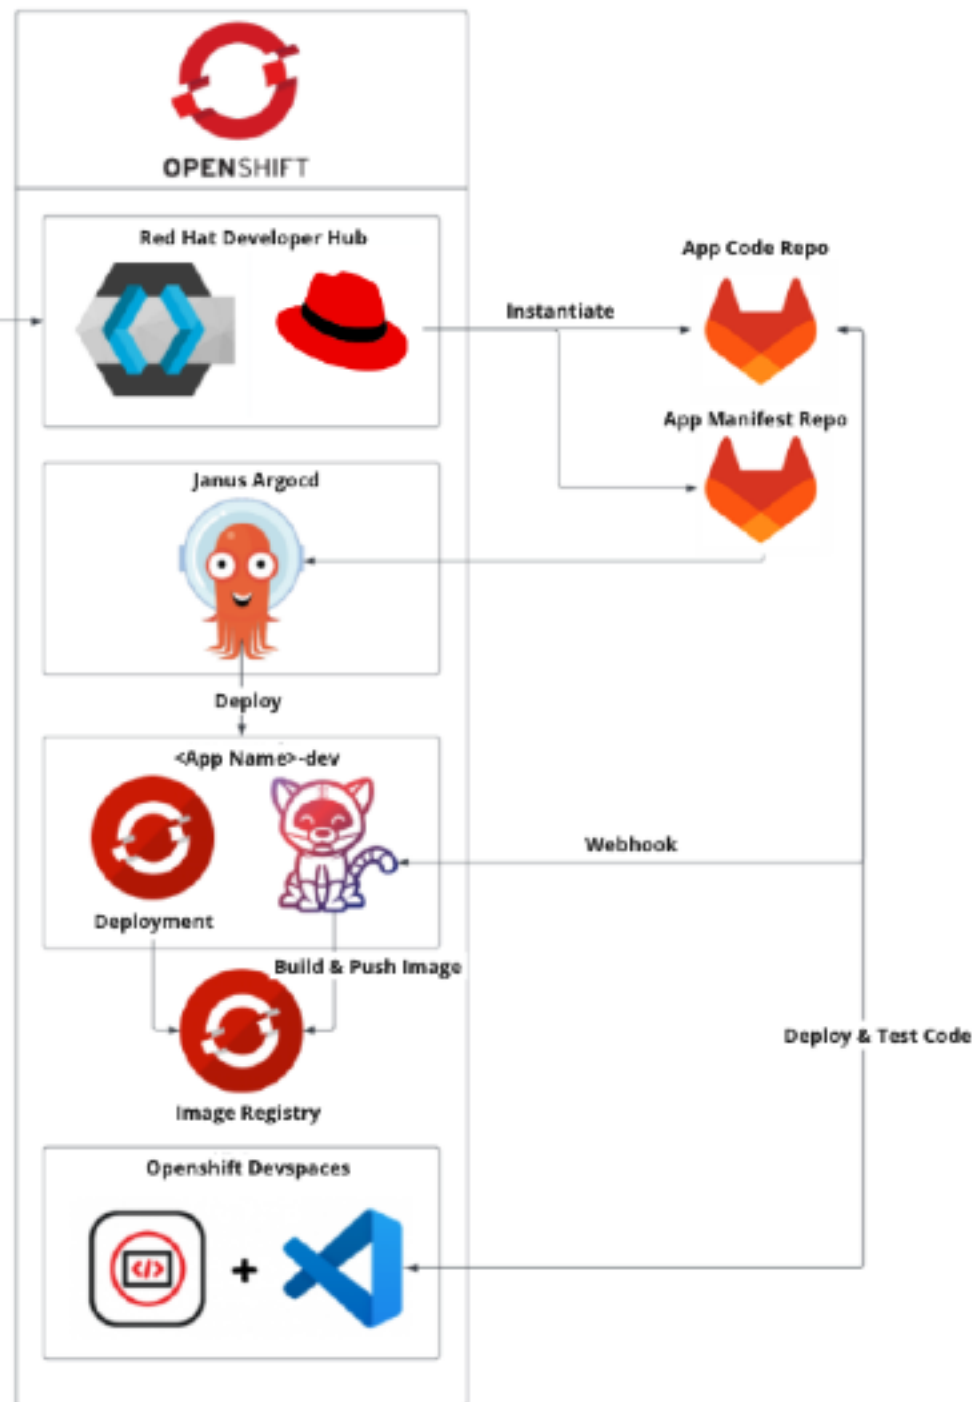 OPENSHIFT
Red Hat Developer Hub
App Code Repo
Instantiate
App Manifest Repo
Janus Argocd
Deploy
<App Name>-dev
Webhook
Deployment
Build & Push Image
Deploy & Test Code
Image Registry
Openshift Devspaces
</>
+